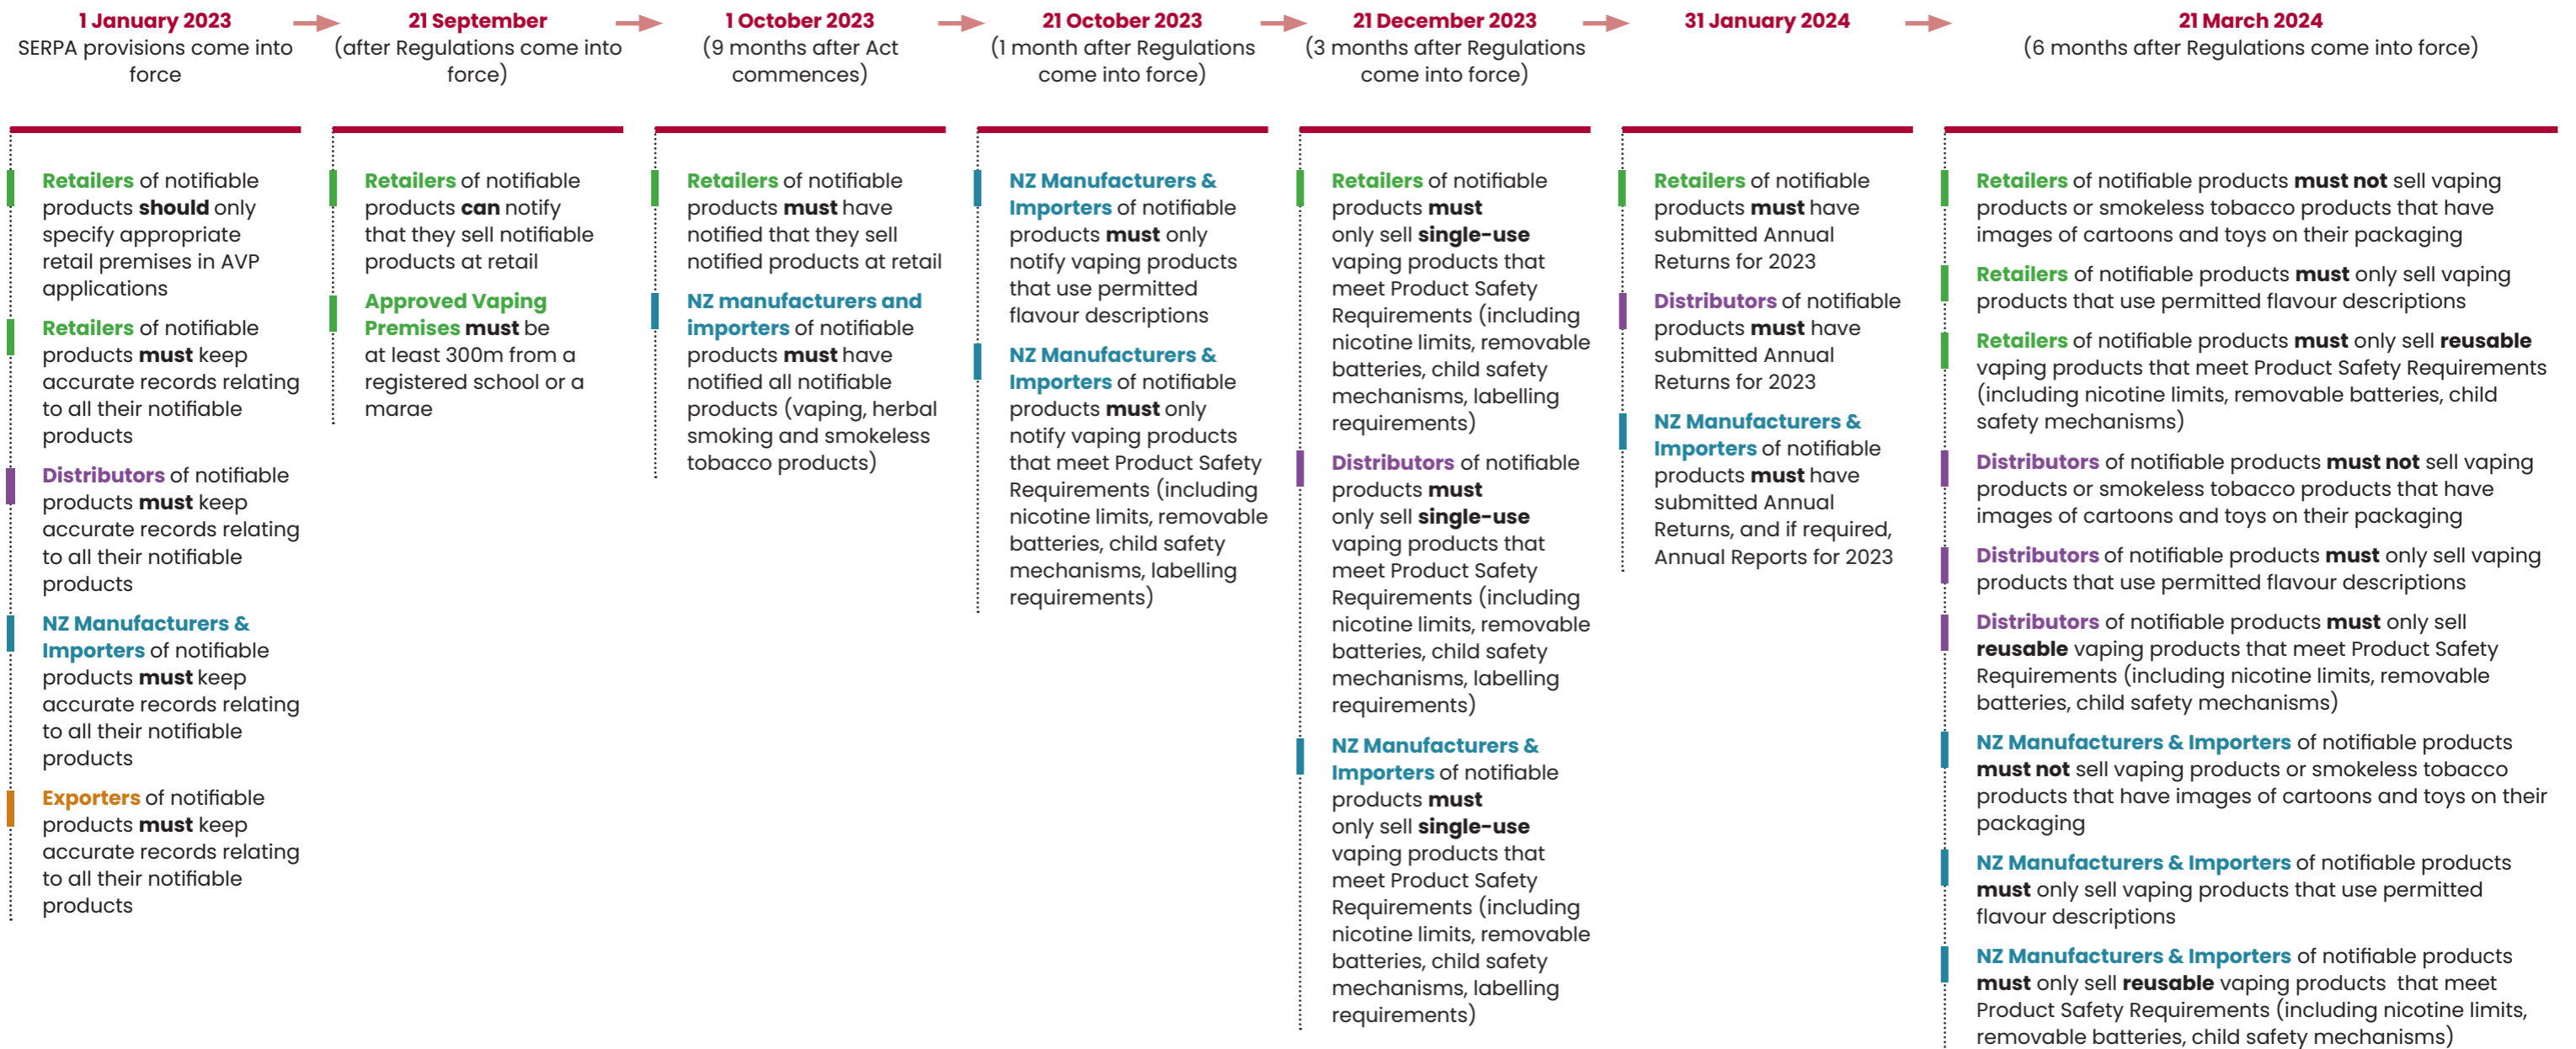 1 January 2023
SERPA provisions come into
force
Retailers of notifiable
products should only
specify appropriate
retail premises in AVP
applications
Retailers of notifiable
products must keep
accurate records relating
to all their notifiable
products
Distributors of notifiable
products must keep
accurate records relating
to all their notifiable
products
NZ Manufacturers &
Importers of notifiable
products must keep
accurate records relating
to all their notifiable
products
Exporters of notifiable
products must keep
accurate records relating
to all their notifiable
products
21 September
(after Regulations come into
force)
Retailers of notifiable
products can notify
that they sell notifiable
products at retail
Approved Vaping
Premises must be
at least 300m from a
registered school or a
marae
1 October 2023
(9 months after Act
commences)
Retailers of notifiable
products must have
notified that they sell
notified products at retail
NZ manufacturers and
importers of notifiable
products must have
notified all notifiable
products (vaping, herbal
smoking and smokeless
tobacco products)
21 October 2023
(1 month after Regulations
come into force)
NZ Manufacturers &
Importers of notifiable
products must only
notify vaping products
that use permitted
flavour descriptions
NZ Manufacturers &
Importers of notifiable
products must only
notify vaping products
that meet Product Safety
Requirements (including
nicotine limits, removable
batteries, child safety
mechanisms, labelling
requirements)
21 December 2023
(3 months after Regulations
come into force)
Retailers of notifiable
products must
only sell single-use
vaping products that
meet Product Safety
Requirements (including
nicotine limits, removable
batteries, child safety
mechanisms, labelling
requirements)
Distributors of notifiable
products must
only sell single-use
vaping products that
meet Product Safety
Requirements (including
nicotine limits, removable
batteries, child safety
mechanisms, labelling
requirements)
NZ Manufacturers &
Importers of notifiable
products must
only sell single-use
vaping products that
meet Product Safety
Requirements (including
nicotine limits, removable
batteries, child safety
mechanisms, labelling
requirements)
31 January 2024
Retailers of notifiable
products must have
submitted Annual
Returns for 2023
Distributors of notifiable
products must have
submitted Annual
Returns for 2023
NZ Manufacturers &
Importers of notifiable
products must have
submitted Annual
Returns, and if required,
Annual Reports for 2023
21 March 2024
(6 months after Regulations come into force)
Retailers of notifiable products must not sell vaping
products or smokeless tobacco products that have
images of cartoons and toys on their packaging
Retailers of notifiable products must only sell vaping
products that use permitted flavour descriptions
Retailers of notifiable products must only sell reusable
vaping products that meet Product Safety Requirements
(including nicotine limits, removable batteries, child
safety mechanisms)
Distributors of notifiable products must not sell vaping
products or smokeless tobacco products that have
images of cartoons and toys on their packaging
Distributors of notifiable products must only sell vaping
products that use permitted flavour descriptions
Distributors of notifiable products must only sell
reusable vaping products that meet Product Safety
Requirements (including nicotine limits, removable
batteries, child safety mechanisms)
NZ Manufacturers & Importers of notifiable products
must not sell vaping products or smokeless tobacco
products that have images of cartoons and toys on their
packaging
NZ Manufacturers & Importers of notifiable products
must only sell vaping products that use permitted
flavour descriptions
NZ Manufacturers & Importers of notifiable products
must only sell reusable vaping products that meet
Product Safety Requirements (including nicotine limits,
removable batteries, child safety mechanisms)